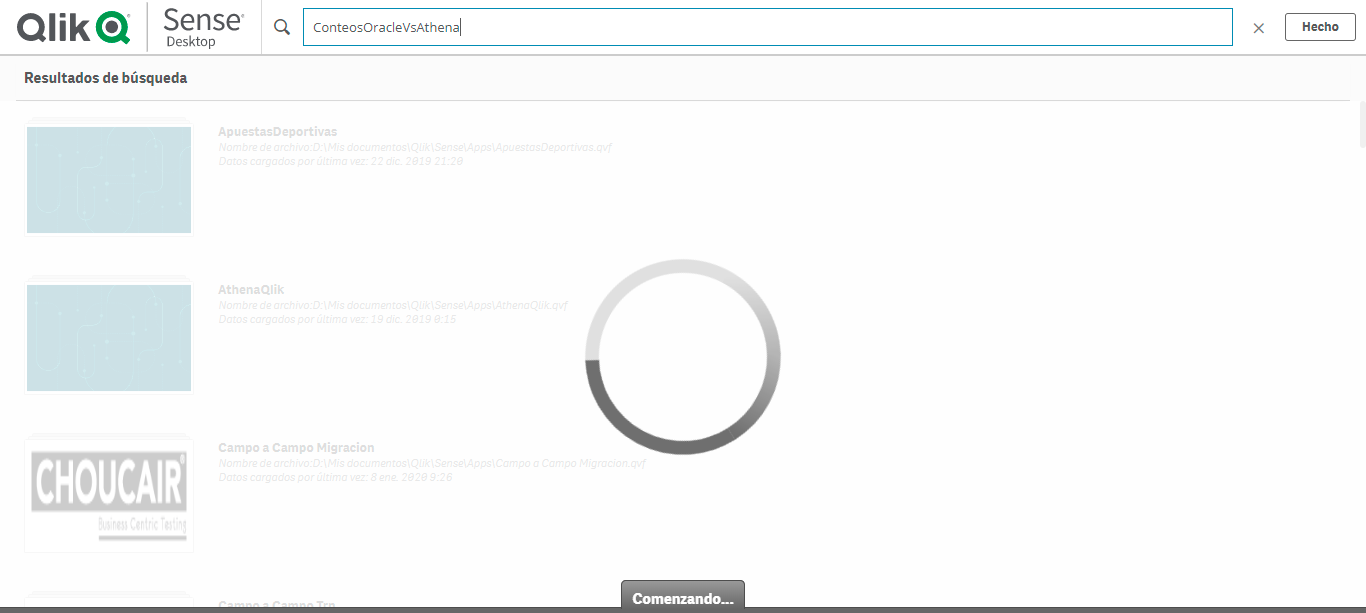 Qlik Q Sense®
Desktop
ConteosOracleVsAthena
Hecho
Resultados de búsqueda
ApuestasDeportivas
Nombre de archivo:D:\Mis documentos\Qlik\Sense\Apps\ApuestasDeportivas.qvf
Datos cargados por última vez: 22 dic. 2019 21:20
AthenaQlik
Nombre de archivo:D:\Mis documentos\Qlik\Sense\Apps\AthenaQlik.qvf
Datos cargados por última vez: 19 dic. 2019 0:15
Campo a Campo Migracion
Nombre de archivo:D:\Mis documentos\Qlik\Sense\Apps\Campo a Campo Migracion.qvf
Datos cargados por última vez: 8 ene. 2020 9:26
CHOUCAIR®
Business Centric Testing
Campo a Campo Trn
Comenzando...